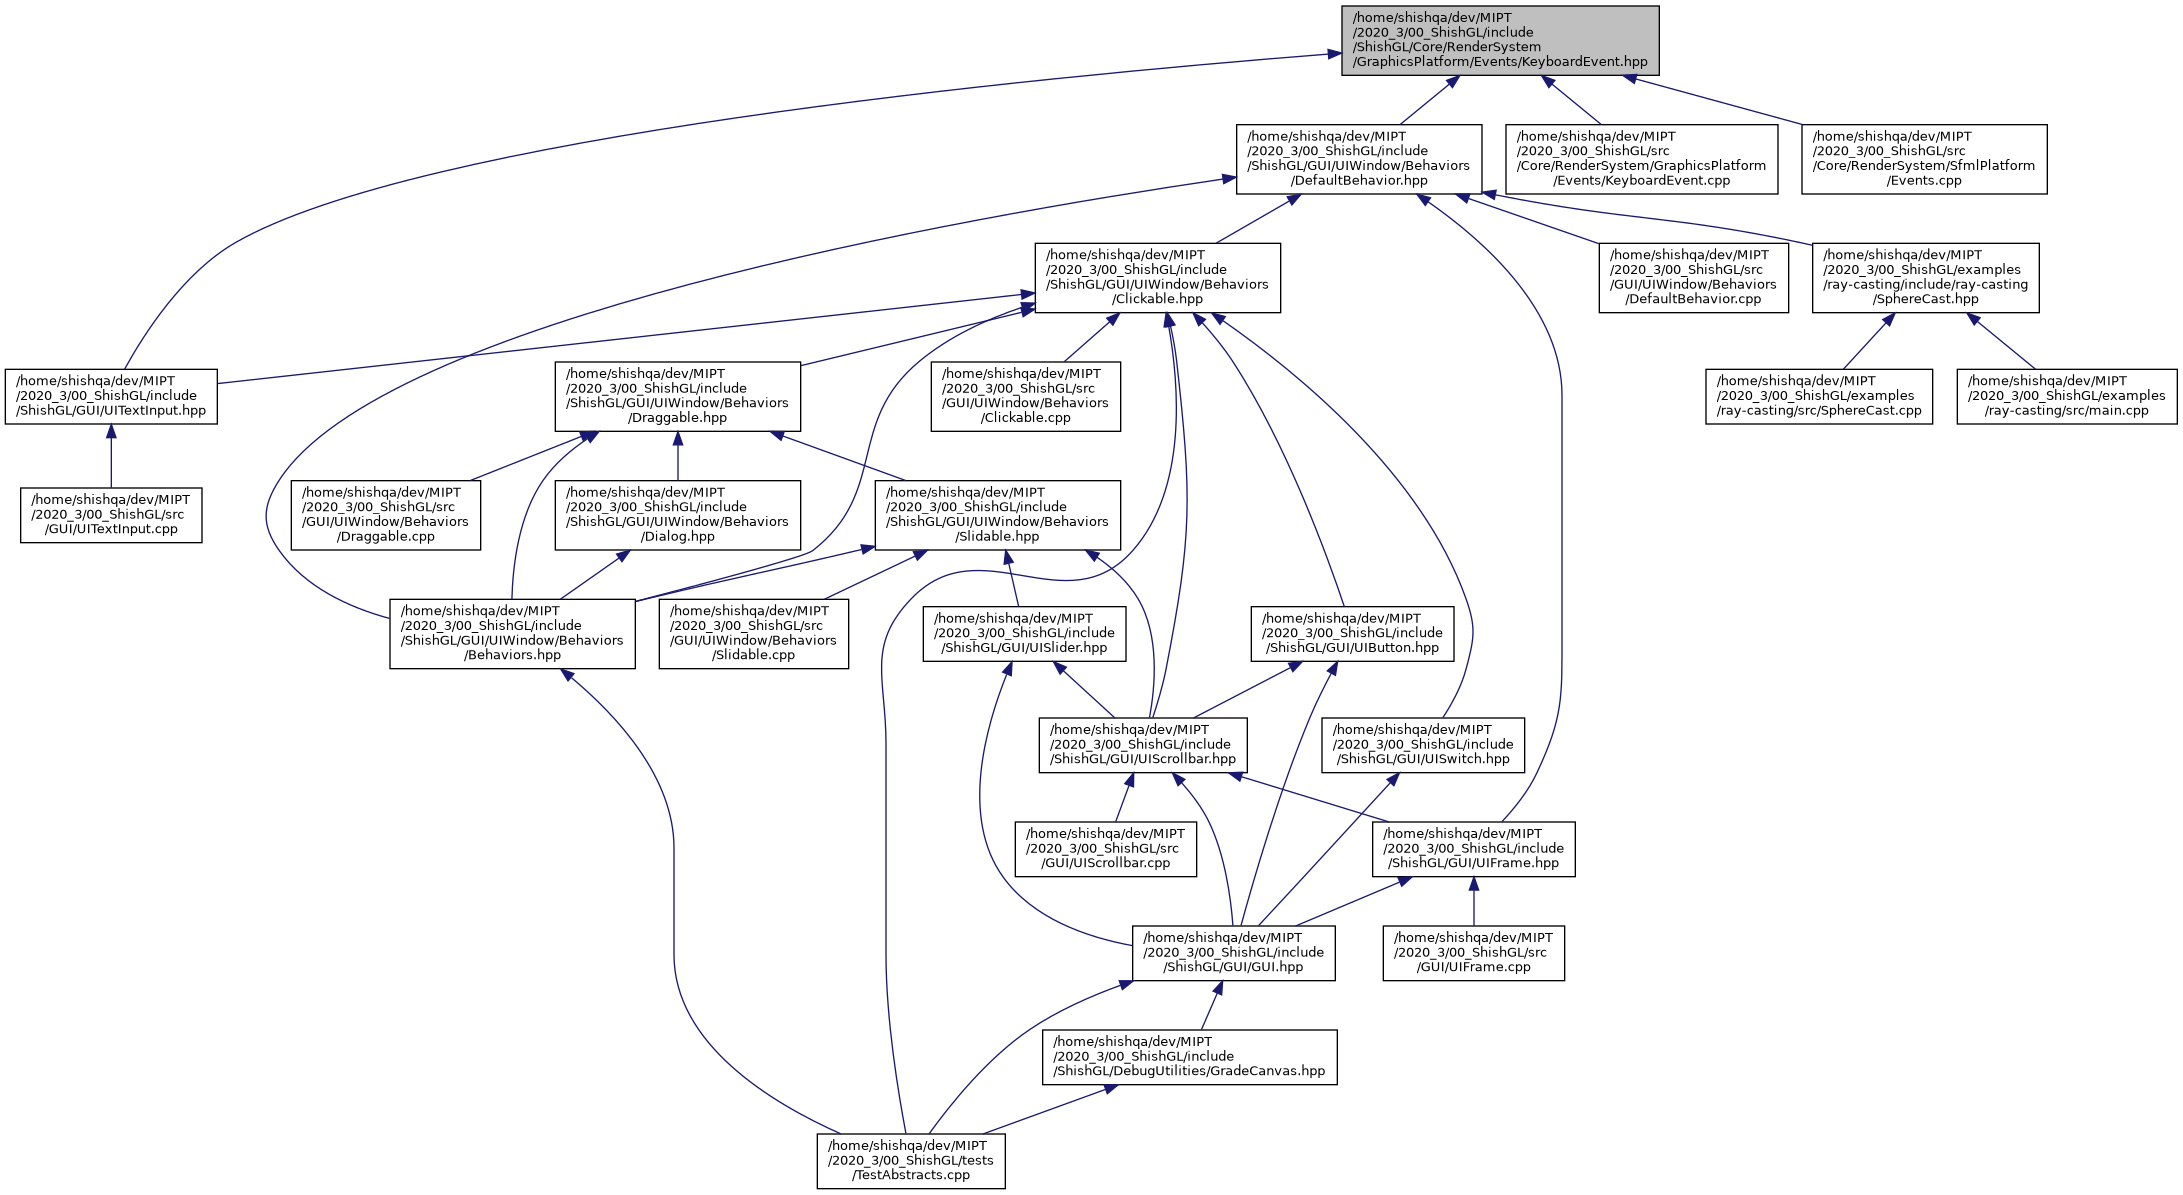 /home/shishqa/dev/MIPT
/2020_3/00_ShishGL/include
/ShishGL/Core/RenderSystem
/GraphicsPlatform/Events/KeyboardEvent.hpp
/home/shishqa/dev/MIPT
/2020_3/00_ShishGL/include
/ShishGL/GUI/UIWindow/Behaviors
/DefaultBehavior.hpp
/home/shishqa/dev/MIPT
/2020_3/00_ShishGL/src
/Core/RenderSystem/GraphicsPlatform
/Events/KeyboardEvent.cpp
/home/shishqa/dev/MIPT
/2020_3/00_ShishGL/src
/Core/RenderSystem/SfmlPlatform
/Events.cpp
/home/shishqa/dev/MIPT
/2020_3/00_ShishGL/include
/ShishGL/GUI/UIWindow/Behaviors
/Clickable.hpp
/home/shishqa/dev/MIPT
/2020_3/00_ShishGL/src
/GUI/UIWindow/Behaviors
/DefaultBehavior.cpp
/home/shishqa/dev/MIPT
/2020_3/00_ShishGL/examples
/ray-casting/include/ray-casting
/SphereCast.hpp
/home/shishqa/dev/MIPT
/2020_3/00_ShishGL/include
/ShishGL/GUI/UITextInput.hpp
/home/shishqa/dev/MIPT
/2020_3/00_ShishGL/include
/ShishGL/GUI/UIWindow/Behaviors
/Draggable.hpp
/home/shishqa/dev/MIPT
/2020_3/00_ShishGL/src
/GUI/UIWindow/Behaviors
/Clickable.cpp
/home/shishqa/dev/MIPT
/2020_3/00_ShishGL/examples
/ray-casting/src/SphereCast.cpp
/home/shishqa/dev/MIPT
/2020_3/00_ShishGL/examples
/ray-casting/src/main.cpp
/home/shishqa/dev/MIPT
/2020_3/00_ShishGL/src
/GUI/UITextInput.cpp
/home/shishqa/dev/MIPT
/2020_3/00_ShishGL/src
/GUI/UIWindow/Behaviors
/Draggable.cpp
/home/shishqa/dev/MIPT
/2020_3/00_ShishGL/include
/ShishGL/GUI/UIWindow/Behaviors
/Dialog.hpp
/home/shishqa/dev/MIPT
/2020_3/00_ShishGL/include
/ShishGL/GUI/UIWindow/Behaviors
/Slidable.hpp
/home/shishqa/dev/MIPT
/2020_3/00_ShishGL/include
/ShishGL/GUI/UIWindow/Behaviors
/Behaviors.hpp
/home/shishqa/dev/MIPT
/2020_3/00_ShishGL/src
/GUI/UIWindow/Behaviors
/Slidable.cpp
/home/shishqa/dev/MIPT
/2020_3/00_ShishGL/include
/ShishGL/GUI/UISlider.hpp
/home/shishqa/dev/MIPT
/2020_3/00_ShishGL/include
/ShishGL/GUI/UIButton.hpp
/home/shishqa/dev/MIPT
/2020_3/00_ShishGL/include
/ShishGL/GUI/UIScrollbar.hpp
/home/shishqa/dev/MIPT
/2020_3/00_ShishGL/include
/ShishGL/GUI/UISwitch.hpp
/home/shishqa/dev/MIPT
/2020_3/00_ShishGL/src
/GUI/UIScrollbar.cpp
/home/shishqa/dev/MIPT
/2020_3/00_ShishGL/include
/ShishGL/GUI/UIFrame.hpp
/home/shishqa/dev/MIPT
/2020_3/00_ShishGL/include
/ShishGL/GUI/GUI.hpp
/home/shishqa/dev/MIPT
/2020_3/00_ShishGL/src
/GUI/UIFrame.cpp
/home/shishqa/dev/MIPT
/2020_3/00_ShishGL/include
/ShishGL/DebugUtilities/GradeCanvas.hpp
/home/shishqa/dev/MIPT
/2020_3/00_ShishGL/tests
/TestAbstracts.cpp